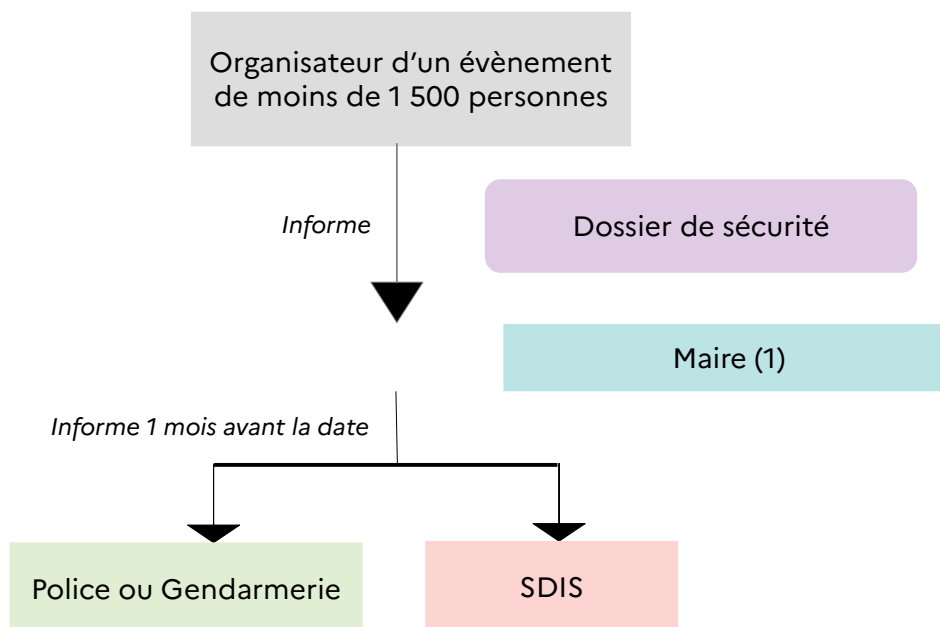 Organisateur d'un évènement
de moins de 1 500 personnes
Informe
Dossier de sécurité
Maire (1)
Informe 1 mois avant la date
Police ou Gendarmerie
SDIS